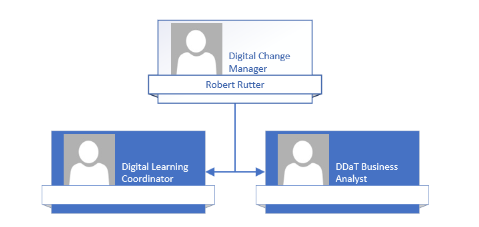 Digital Change
Manager
Robert Rutter
Digital Learning
Coordinator
DDaT Business
Analyst